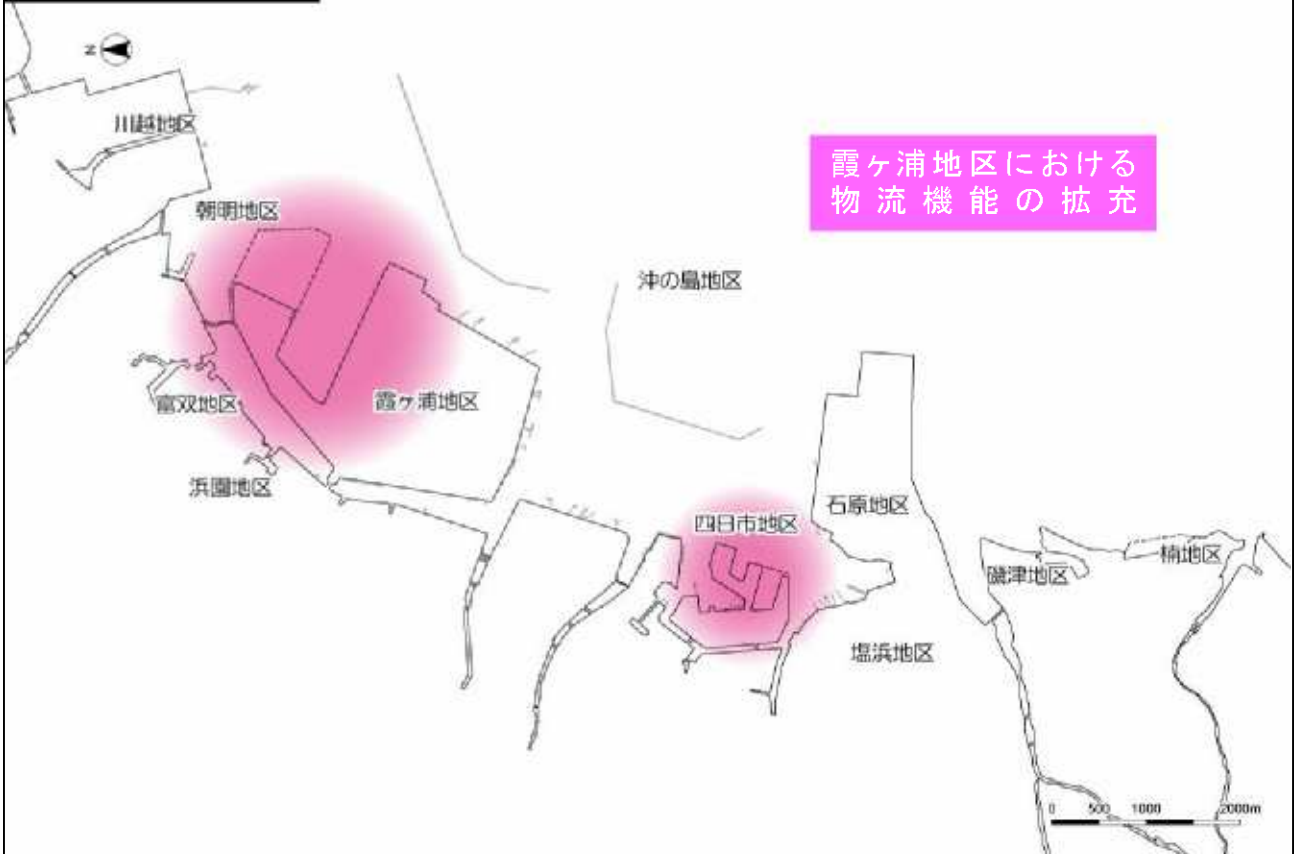 N
川越地区
霞ヶ浦地区における
物流機能の拡充
朝明地区
沖の島地区
富双地区
霞ヶ浦地区
浜園地区
四日市地区
石原地区
楠地区
磯津地区
塩浜地区
0 500 1000 2000m